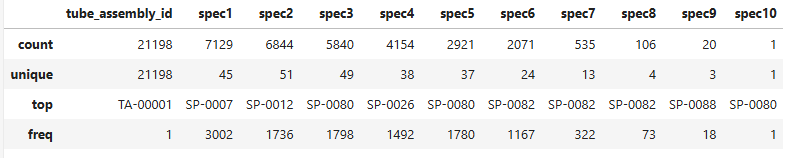 tube_assembly_id spec1 spec2 spec3 spec4 spec5 spec6 spec7 spec8 spec9 spec10
count 21198 7129 6844 5840 4154 2921 2071 535 106 20 1
unique 21198 45 51 49 38 37 24 13 4 3 1
top TA-00001 SP-0007 SP-0012 SP-0080 SP-0026 SP-0080 SP-0082 SP-0082 SP-0082 SP-0088 SP-0080
freq 1 3002 1736 1798 1492 1780 1167 322 73 18 1